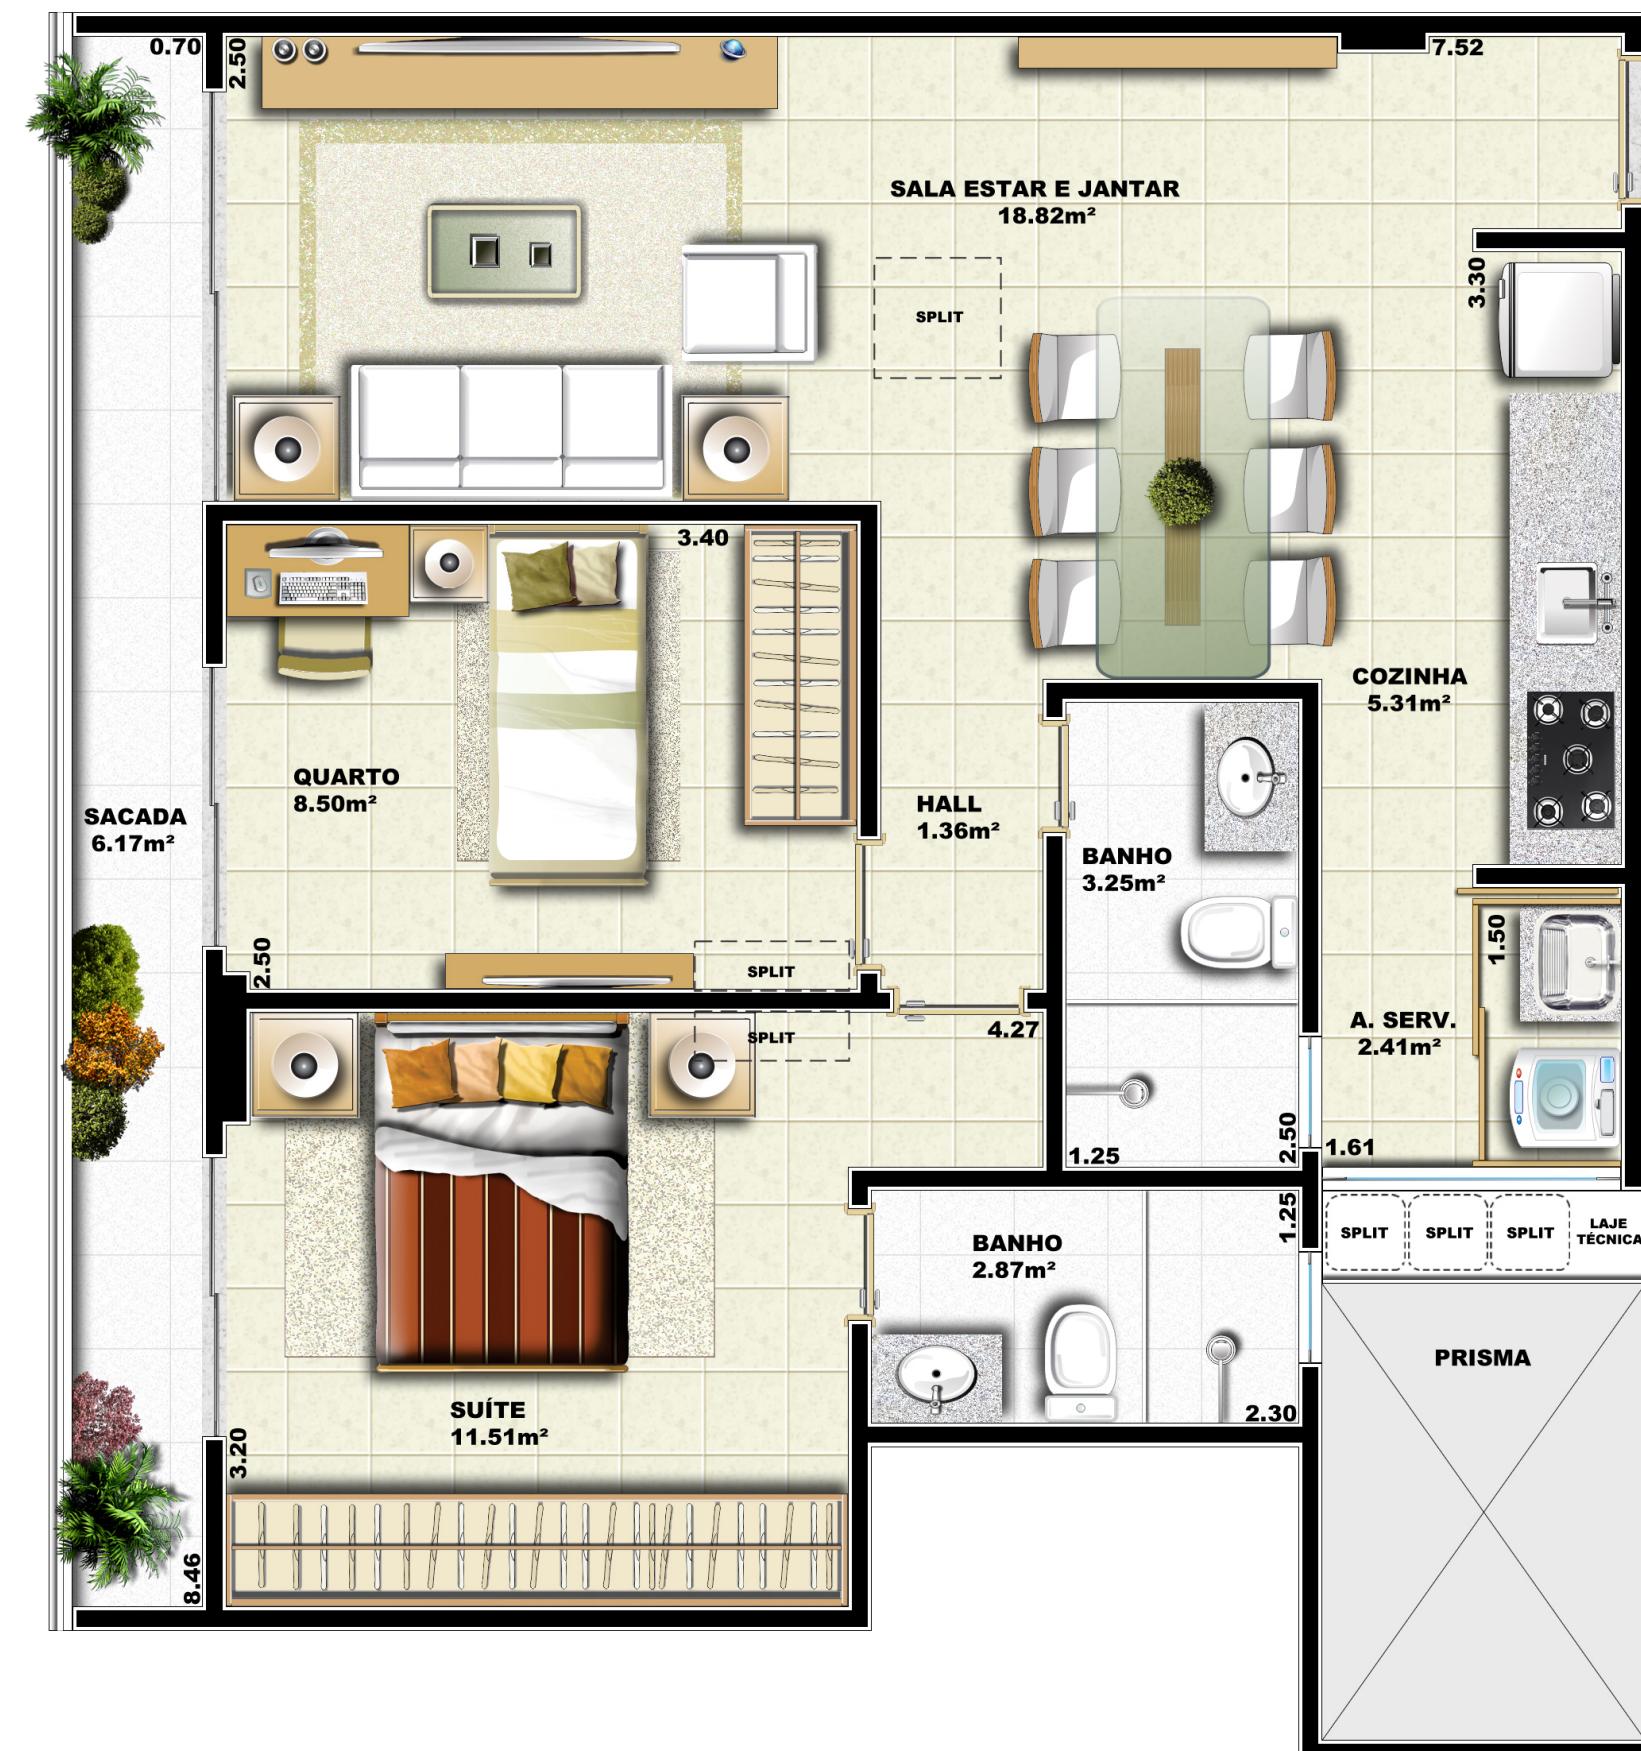 0.70
2.50
7.52
SALA ESTAR E JANTAR
18.82m²
3.30
SPLIT
3.40
COZINHA
5.31m²
QUARTO
8.50m²
HALL
1.36m²
SACADA
6.17m²
BANHO
3.25m²
2.50
1.50
SPLIT
SPLIT
4.27
A. SERV.
2.41m²
1.25
2.50
1.61
1.25
BANHO
2.87m²
SPLIT
SPLIT
SPLIT
LAJE
TÉCNICA
PRISMA
SUÍTE
11.51m²
2.30
3.20
8.46